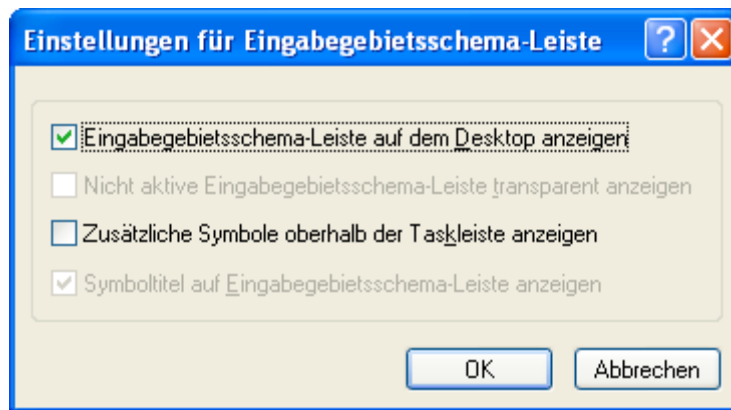 Einstellungen für Eingabegebietsschema-Leiste
Eingabegebietsschema-Leiste auf dem Desktop anzeigen
Nicht aktive Eingabegebietsschema-Leiste transparent anzeigen
Zusätzliche Symbole oberhalb der Taskleiste anzeigen
Symboltitel auf Eingabegebietsschema-Leiste anzeigen
OK Abbrechen